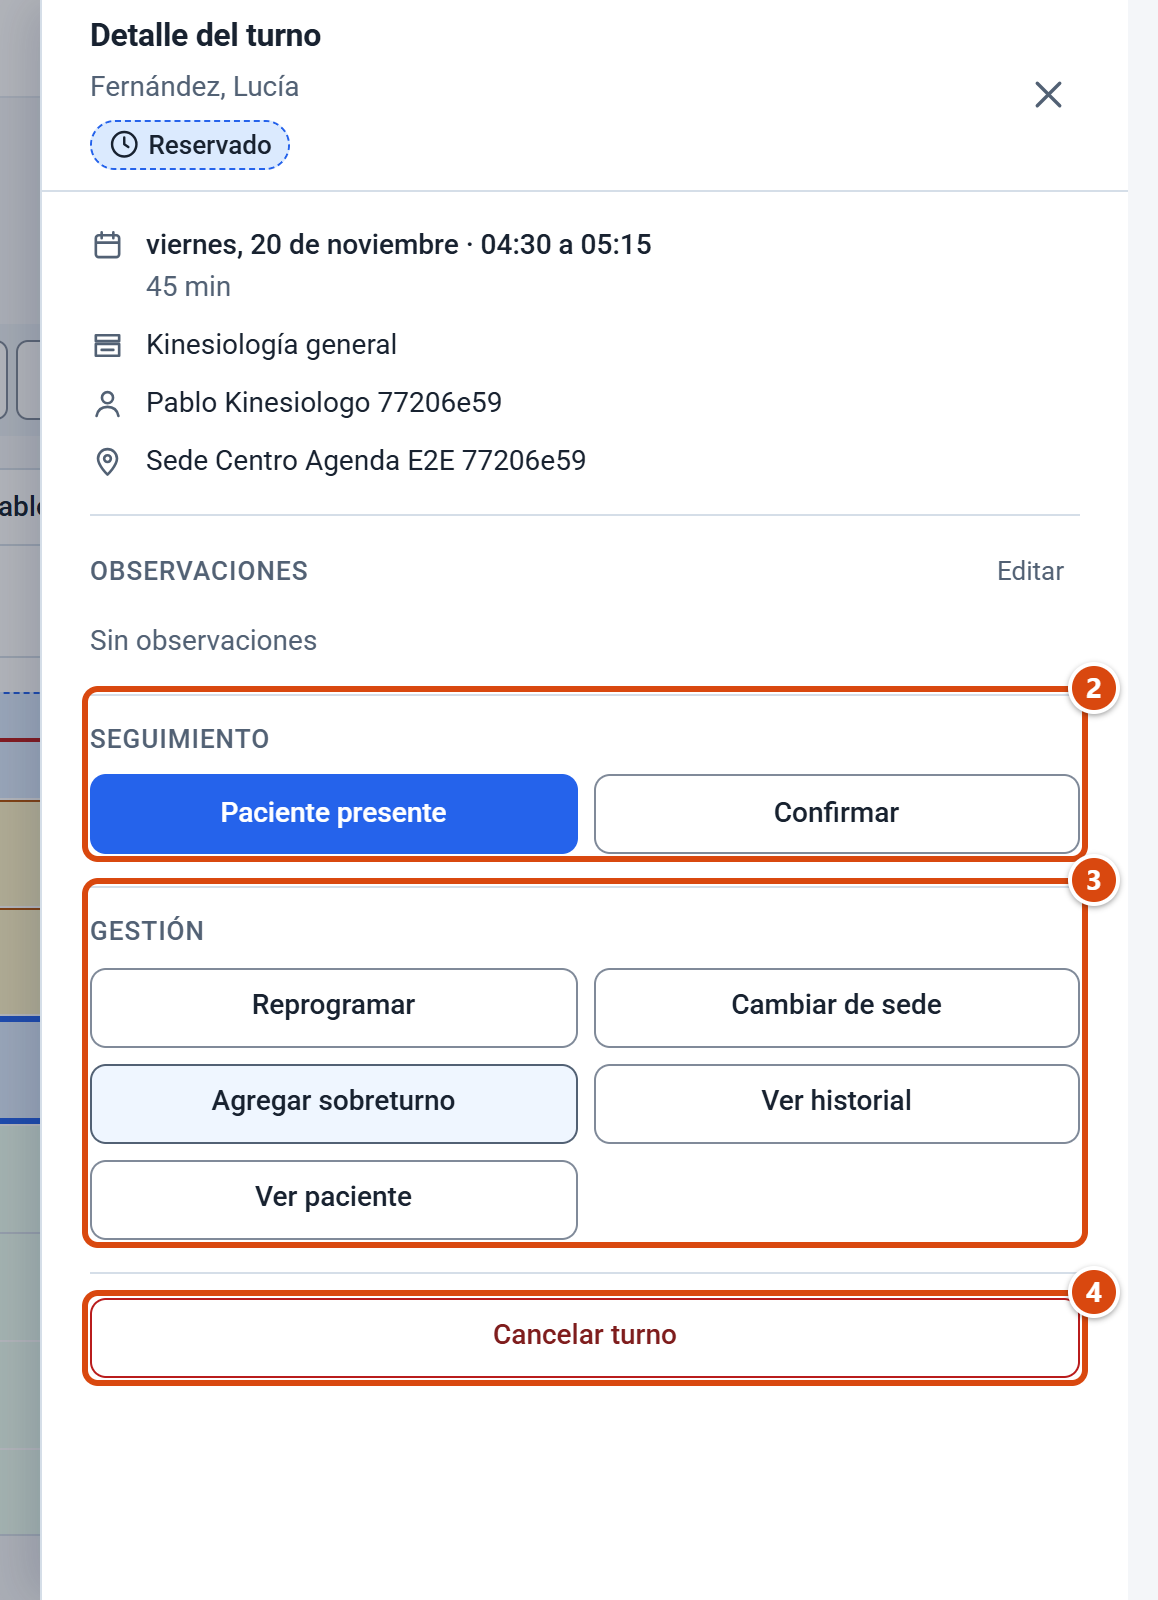 Detalle del turno
Fernández, Lucía
Reservado
viernes, 20 de noviembre · 04:30 a 05:15
45 min
Kinesiología general
Pablo Kinesiologo 77206e59
Sede Centro Agenda E2E 77206e59
OBSERVACIONES Editar
Sin observaciones
2
SEGUIMIENTO
Paciente presente Confirmar
3
GESTIÓN
Reprogramar Cambiar de sede
Agregar sobreturno Ver historial
Ver paciente
4
Cancelar turno